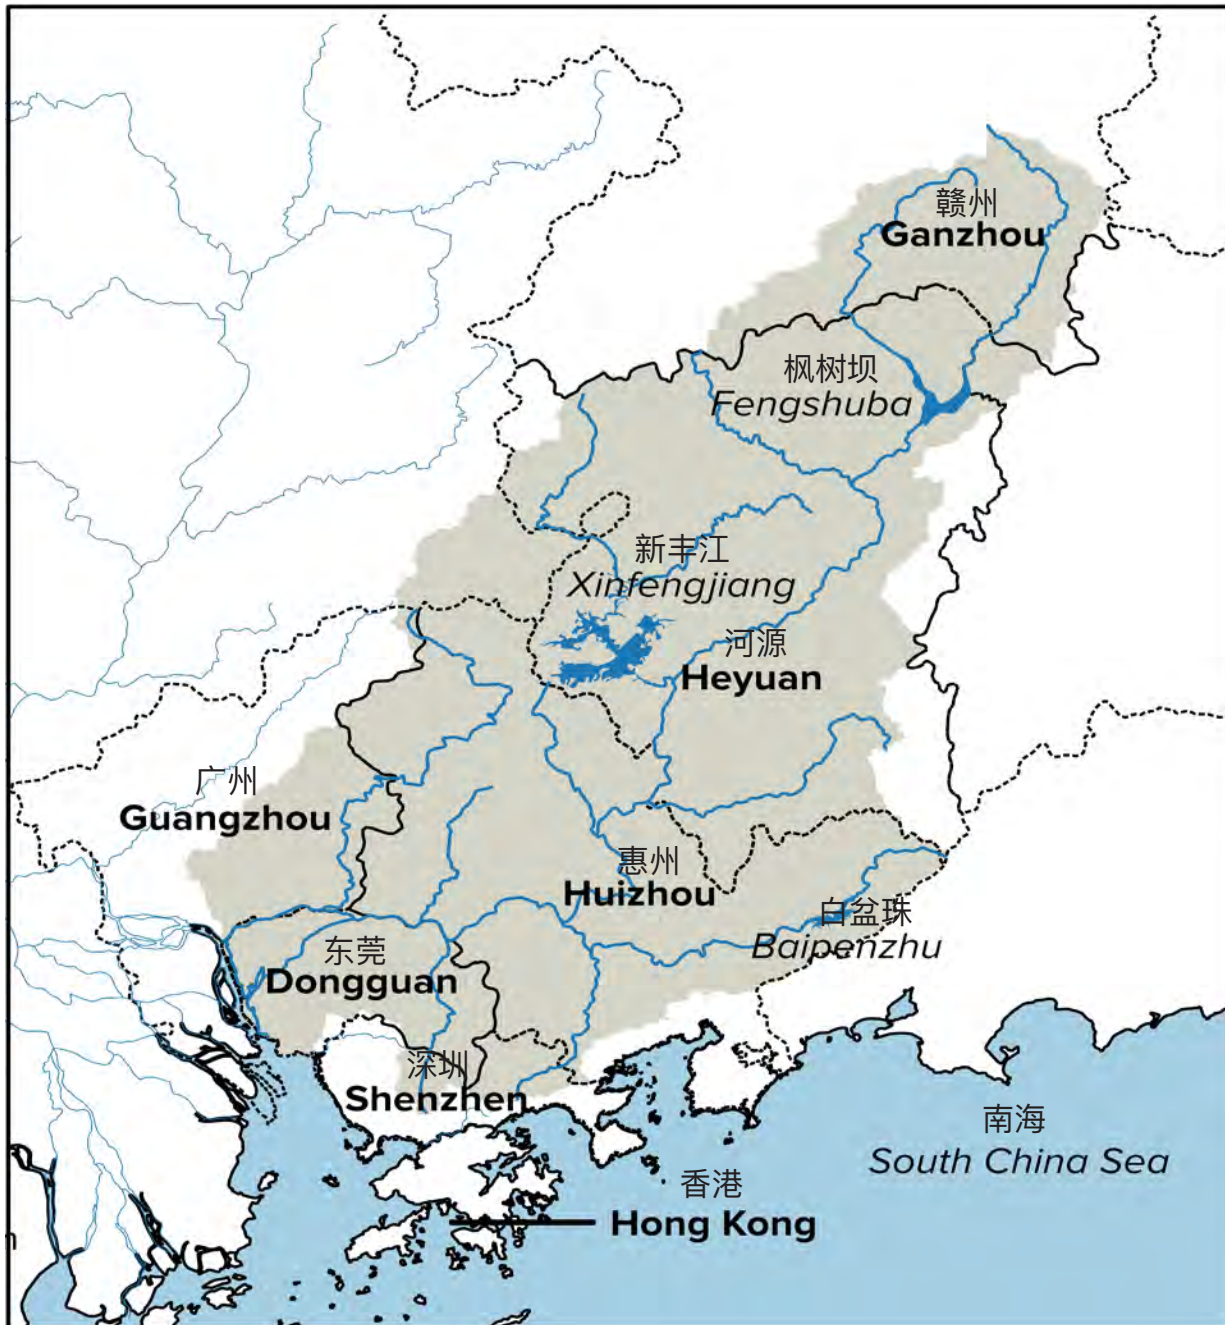 赣州
Ganzhou
枫树坝
Fengshuba
新丰江
Xinfengjiang
河源
Heyuan
广州
Guangzhou
惠州
Huizhou
白盆珠
Baipenzhu
东莞
Dongguan
深圳
Shenzhen
南海
South China Sea
香港
Hong Kong